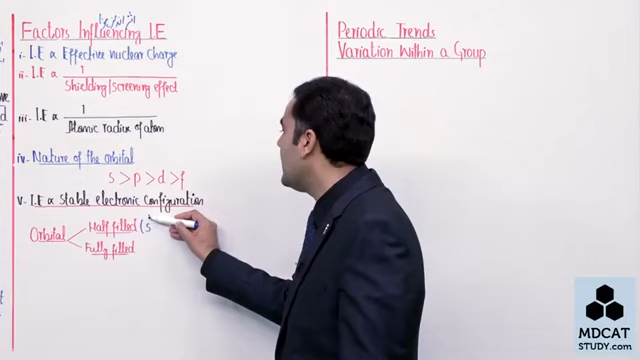 Factors Influencing I.E
i- I.E ∝ Effective nuclear charge
ii- I.E ∝ 1
Shielding/screening effect
iii- I.E ∝ 1
Atomic radius of atom
iv- Nature of the orbital
s > p > d > f
v- I.E ∝ Stable electronic configuration
Orbital
Half filled (s
Fully filled
Periodic Trends
Variation Within a Group
MDCAT
STUDY.com